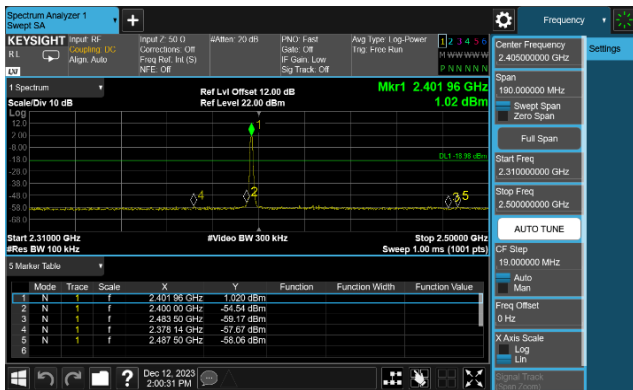 Spectrum Analyzer 1
Swept SA
Frequency
KEYSIGHT
R L
LXI
Input: RF
Coupling: DC
Align: Auto
Input Z: 50 Ω
Corrections: Off
Freq Ref: Int (S)
NFE: Off
#Atten: 20 dB
PNO: Fast
Gate: Off
IF Gain: Low
Sig Track: Off
Avg Type: Log-Power
Trig: Free Run
1 2 3 4 5 6
M W W W W W
P N N N N N
Center Frequency
2.405000000 GHz
Settings
Span
190.000000 MHz
Swept Span
Zero Span
Full Span
Start Freq
2.310000000 GHz
Stop Freq
2.500000000 GHz
AUTO TUNE
CF Step
19.000000 MHz
Auto
Man
Freq Offset
0 Hz
X Axis Scale
Log
Lin
Signal Track
(Span Zoom)
1 Spectrum
Scale/Div 10 dB
Log
Ref Lvl Offset 12.00 dB
Ref Level 22.00 dBm
Mkr1 2.401 96 GHz
1.02 dBm
12.0
2.00
-8.00
-18.0
-28.0
-38.0
-48.0
-58.0
-68.0
1
DL1 -18.98 dBm
4
2
3
5
Start 2.31000 GHz
#Res BW 100 kHz
#Video BW 300 kHz
Stop 2.50000 GHz
Sweep 1.00 ms (1001 pts)
5 Marker Table
Mode Trace Scale X Y Function Function Width Function Value
1 N 1 f 2.401 96 GHz 1.020 dBm
2 N 1 f 2.400 00 GHz -54.54 dBm
3 N 1 f 2.483 50 GHz -59.17 dBm
4 N 1 f 2.378 14 GHz -57.67 dBm
5 N 1 f 2.487 50 GHz -58.06 dBm
6
?
Dec 12, 2023
2:00:31 PM